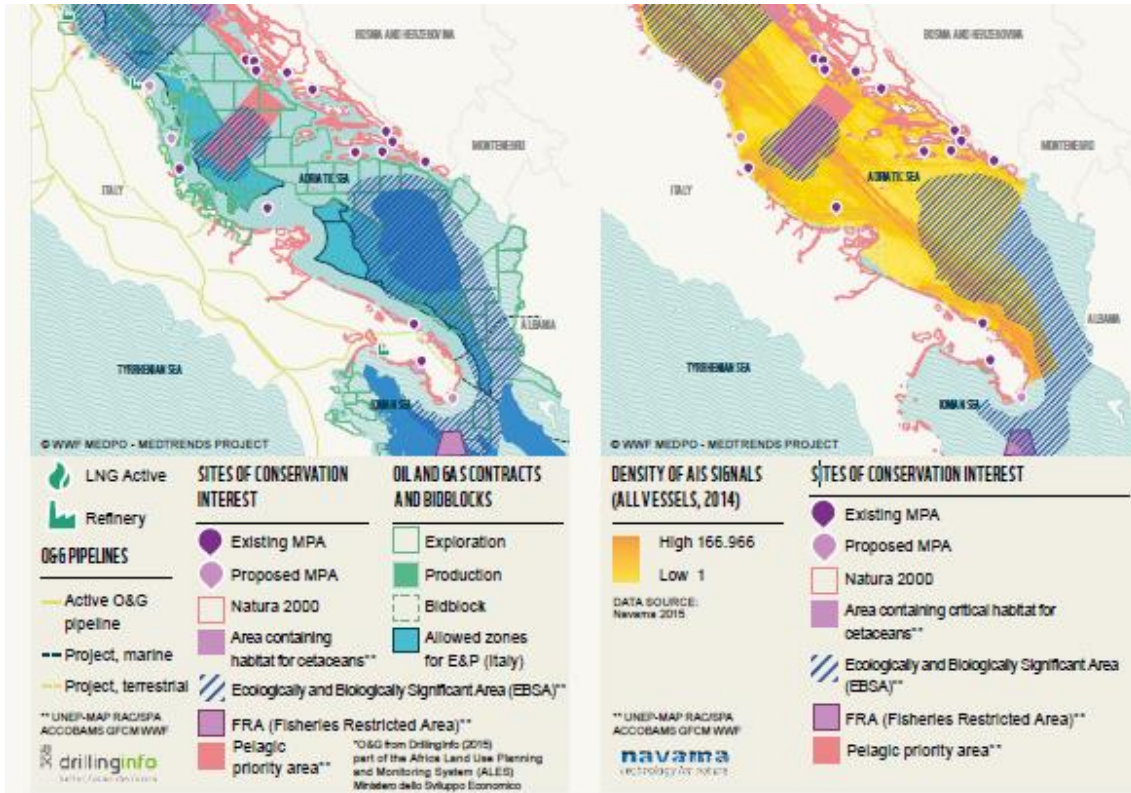 BOSNIA AND HERZEBOVINA
MONTENEGRO
ITALY
ADRIATIC SEA
ALBANIA
TYRRHENIAN SEA
IONIAN SEA
© WWF MEDPO - MEDTRENDS PROJECT
LNG Active
Refinery
O&G PIPELINES
Active O&G
pipeline
Project, marine
Project, terrestrial
** UNEP-MAP RAC/SPA
ACCOBAMS GFCM WWF
drillinginfo
SITES OF CONSERVATION
INTEREST
Existing MPA
Proposed MPA
Natura 2000
Area containing
habitat for cetaceans**
Ecologically and Biologically Significant Area (EBSA)**
FRA (Fisheries Restricted Area)**
Pelagic
priority area**
OIL AND GAS CONTRACTS
AND BIDBLOCKS
Exploration
Production
Bidblock
Allowed zones
for E&P (Italy)
*O&G from DrillingInfo (2015)
part of the Africa Land Use Planning
and Monitoring System (ALES)
Ministero dello Sviluppo Economico
BOSNIA AND HERZEBOVINA
MONTENEGRO
ITALY
ADRIATIC SEA
ALBANIA
TYRRHENIAN SEA
IONIAN SEA
© WWF MEDPO - MEDTRENDS PROJECT
DENSITY OF AIS SIGNALS
(ALL VESSELS, 2014)
High 166.966
Low 1
DATA SOURCE:
Navama 2015
** UNEP-MAP RAC/SPA
ACCOBAMS GFCM WWF
navama
technology for nature
SITES OF CONSERVATION INTEREST
Existing MPA
Proposed MPA
Natura 2000
Area containing critical habitat for
cetaceans**
Ecologically and Biologically Significant Area
(EBSA)**
FRA (Fisheries Restricted Area)**
Pelagic priority area**